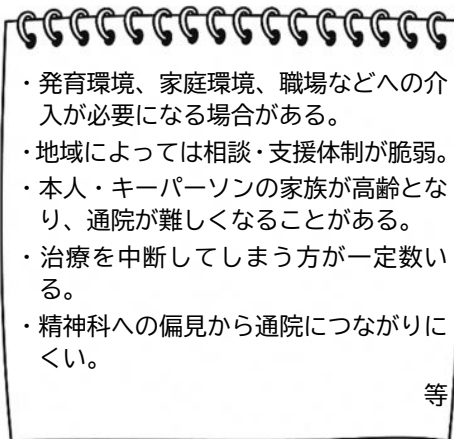 ・発育環境、家庭環境、職場などへの介
入が必要になる場合がある。
・地域によっては相談・支援体制が脆弱。
・本人・キーパーソンの家族が高齢とな
り、通院が難しくなることがある。
・治療を中断してしまう方が一定数い
る。
・精神科への偏見から通院につながりに
くい。
等